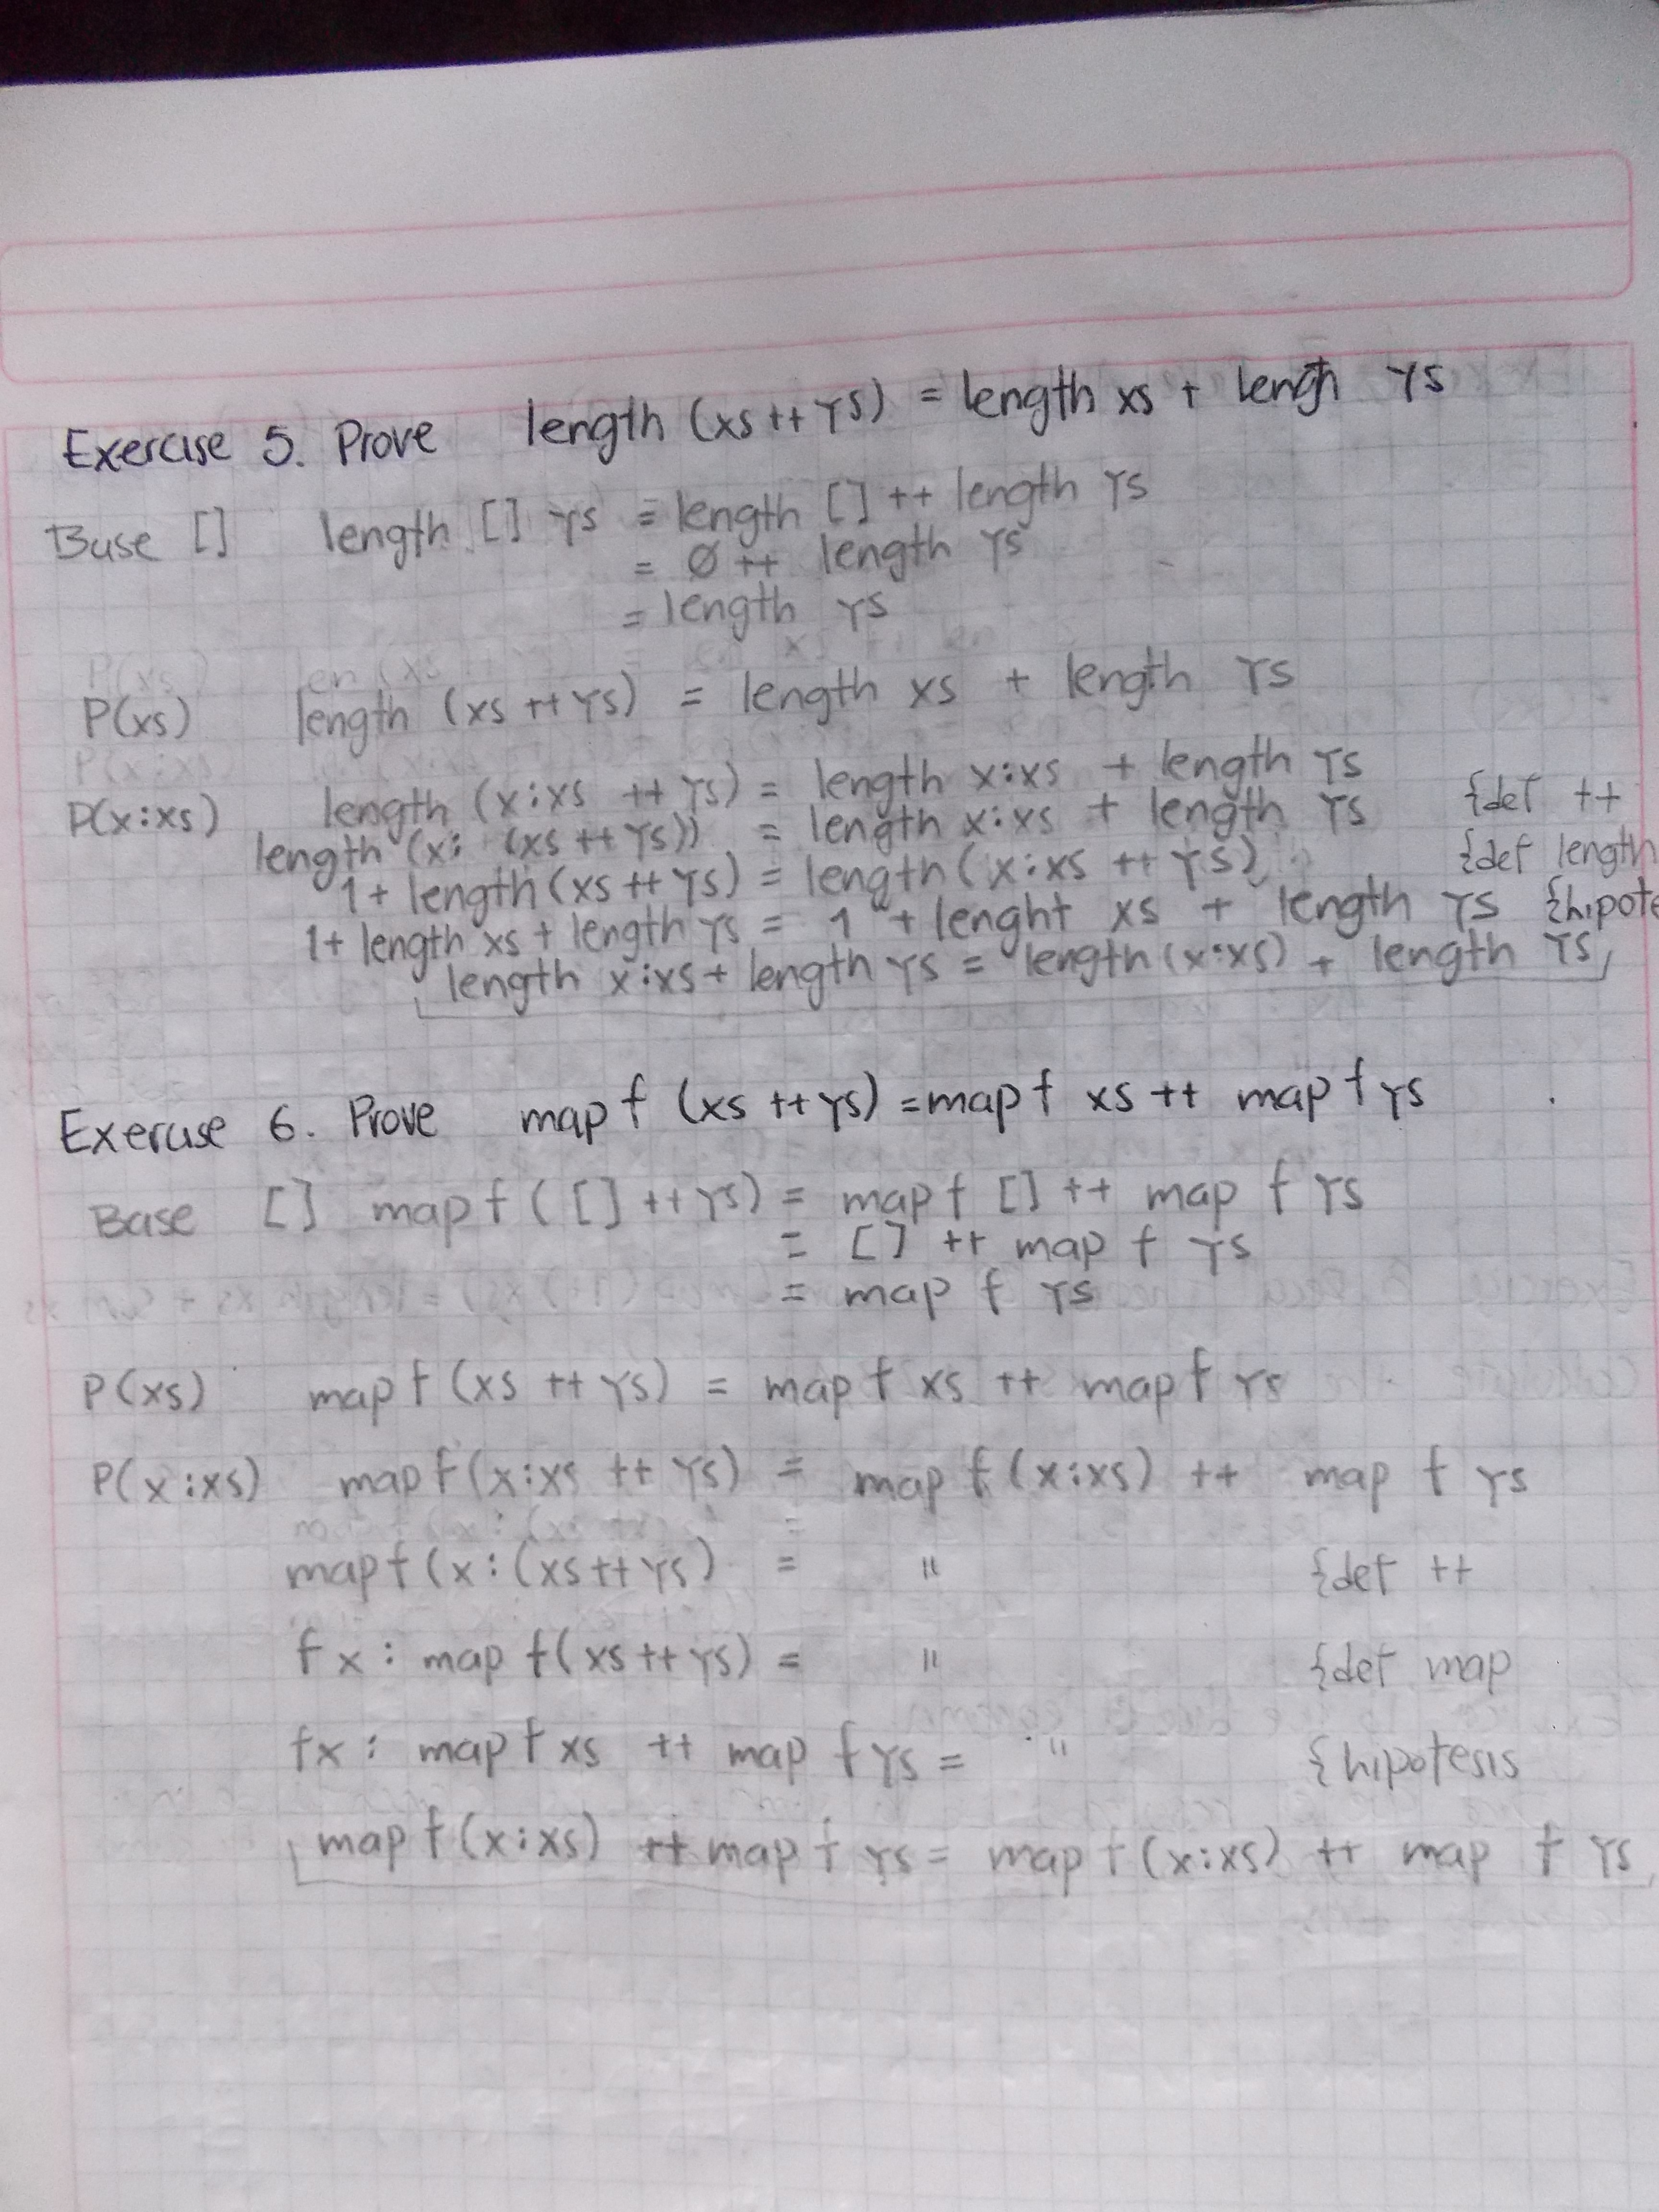 Exercise 5. Prove length (xs ++ ys) = length xs + lengh ys
Base [] length [] ys = length [] ++ length ys
= Ø ++ length ys
= length ys
P(xs) length (xs ++ ys) = length xs + length ys
P(x:xs) length (x:xs ++ ys) = length x:xs + length ys
length (x: (xs ++ ys)) = length x:xs + length ys {def ++
1 + length (xs ++ ys) = length (x:xs ++ ys) {def length
1 + length xs + length ys = 1 + lenght xs + length ys {hipote
length x:xs + length ys = length (x:xs) + length ys
Exercise 6. Prove map f (xs ++ ys) = map f xs ++ map f ys
Base [] map f ([] ++ ys) = map f [] ++ map f ys
= [] ++ map f ys
= map f ys
P(xs) map f (xs ++ ys) = map f xs ++ map f ys
P(x:xs) map f (x:xs ++ ys) = map f (x:xs) ++ map f ys
map f (x:(xs ++ ys) = " {def ++
f x : map f (xs ++ ys) = " {def map
fx : map f xs ++ map f ys = " {hipotesis
map f (x:xs) ++ map f ys = map f (x:xs) ++ map f ys